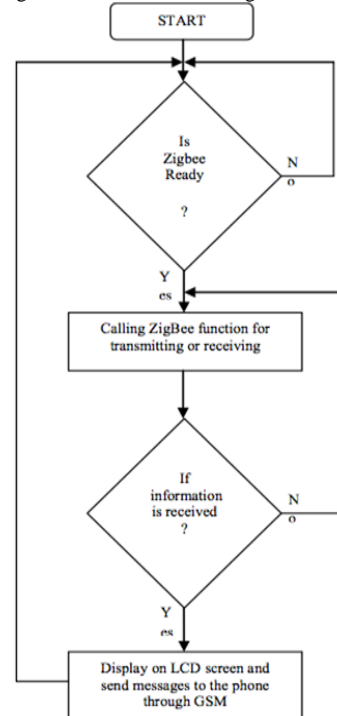 START
Is
Zigbee
Ready
?
N
o
Y
es
Calling ZigBee function for
transmitting or receiving
If
information
is received
?
N
o
Y
es
Display on LCD screen and
send messages to the phone
through GSM